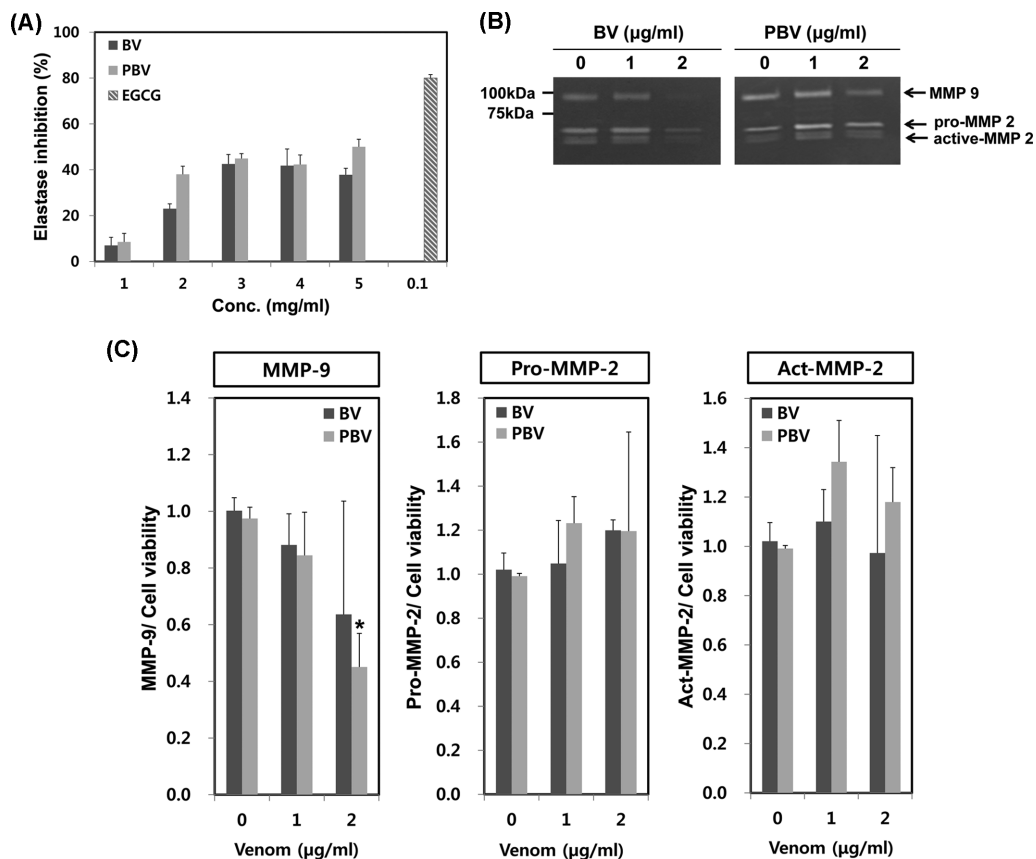 (A)
100
80
60
40
20
0
Elastase inhibition (%)
BV
PBV
EGCG
1 2 3 4 5 0.1
Conc. (mg/ml)
(B)
BV (μg/ml) PBV (μg/ml)
0 1 2 0 1 2
100kDa
75kDa
MMP 9
pro-MMP 2
active-MMP 2
(C)
MMP-9
1.4
1.2
1.0
0.8
0.6
0.4
0.2
0.0
MMP-9/ Cell viability
BV
PBV
*
0 1 2
Venom (μg/ml)
Pro-MMP-2
1.8
1.6
1.4
1.2
1.0
0.8
0.6
0.4
0.2
0.0
Pro-MMP-2/ Cell viability
BV
PBV
0 1 2
Venom (μg/ml)
Act-MMP-2
1.6
1.4
1.2
1.0
0.8
0.6
0.4
0.2
0.0
Act-MMP-2/ Cell viability
BV
PBV
0 1 2
Venom (μg/ml)